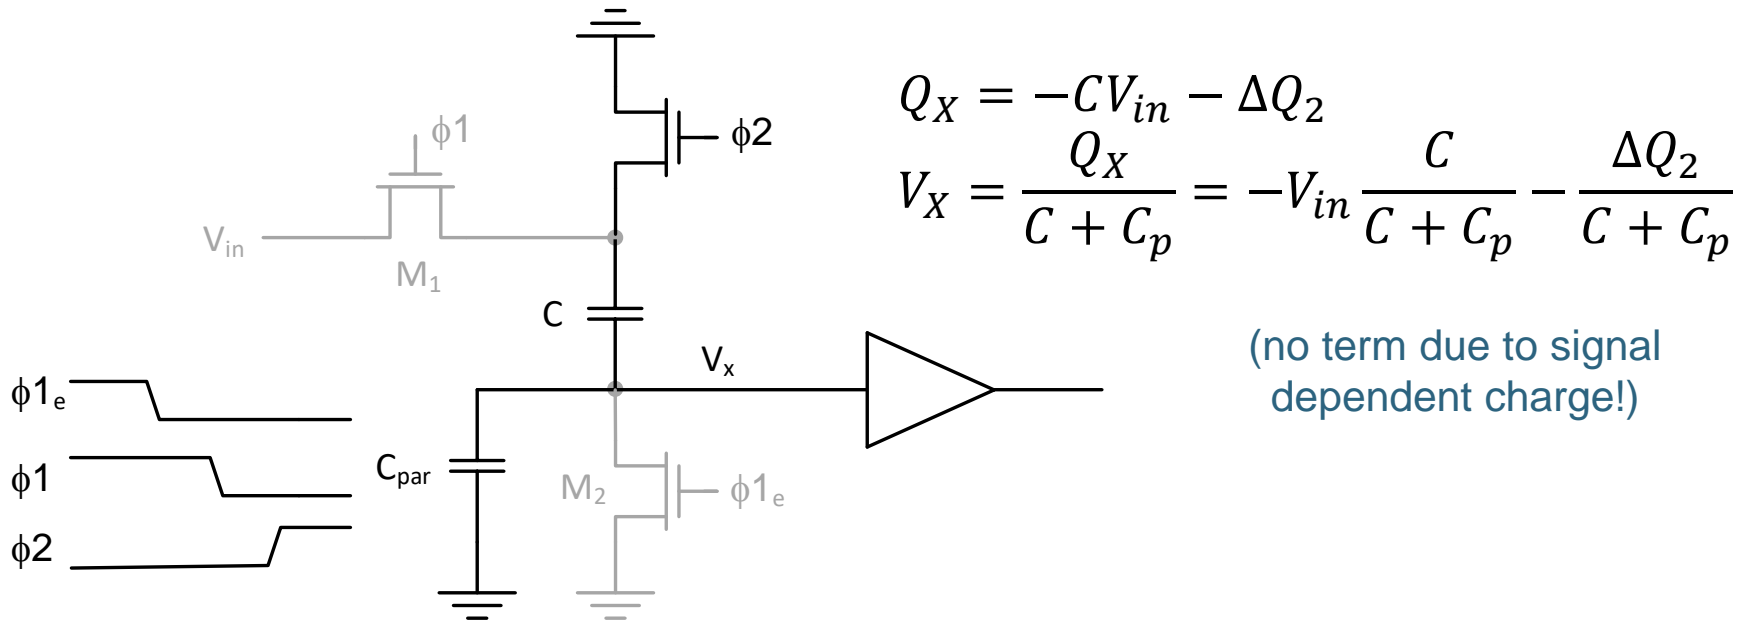 Q_X = −CV_in − ΔQ_2
V_X = Q_X / (C + C_p) = −V_in C / (C + C_p) − ΔQ_2 / (C + C_p)
(no term due to signal
dependent charge!)
ϕ1
ϕ2
V_in
M_1
C
V_x
ϕ1_e
ϕ1
ϕ2
C_par
M_2
ϕ1_e